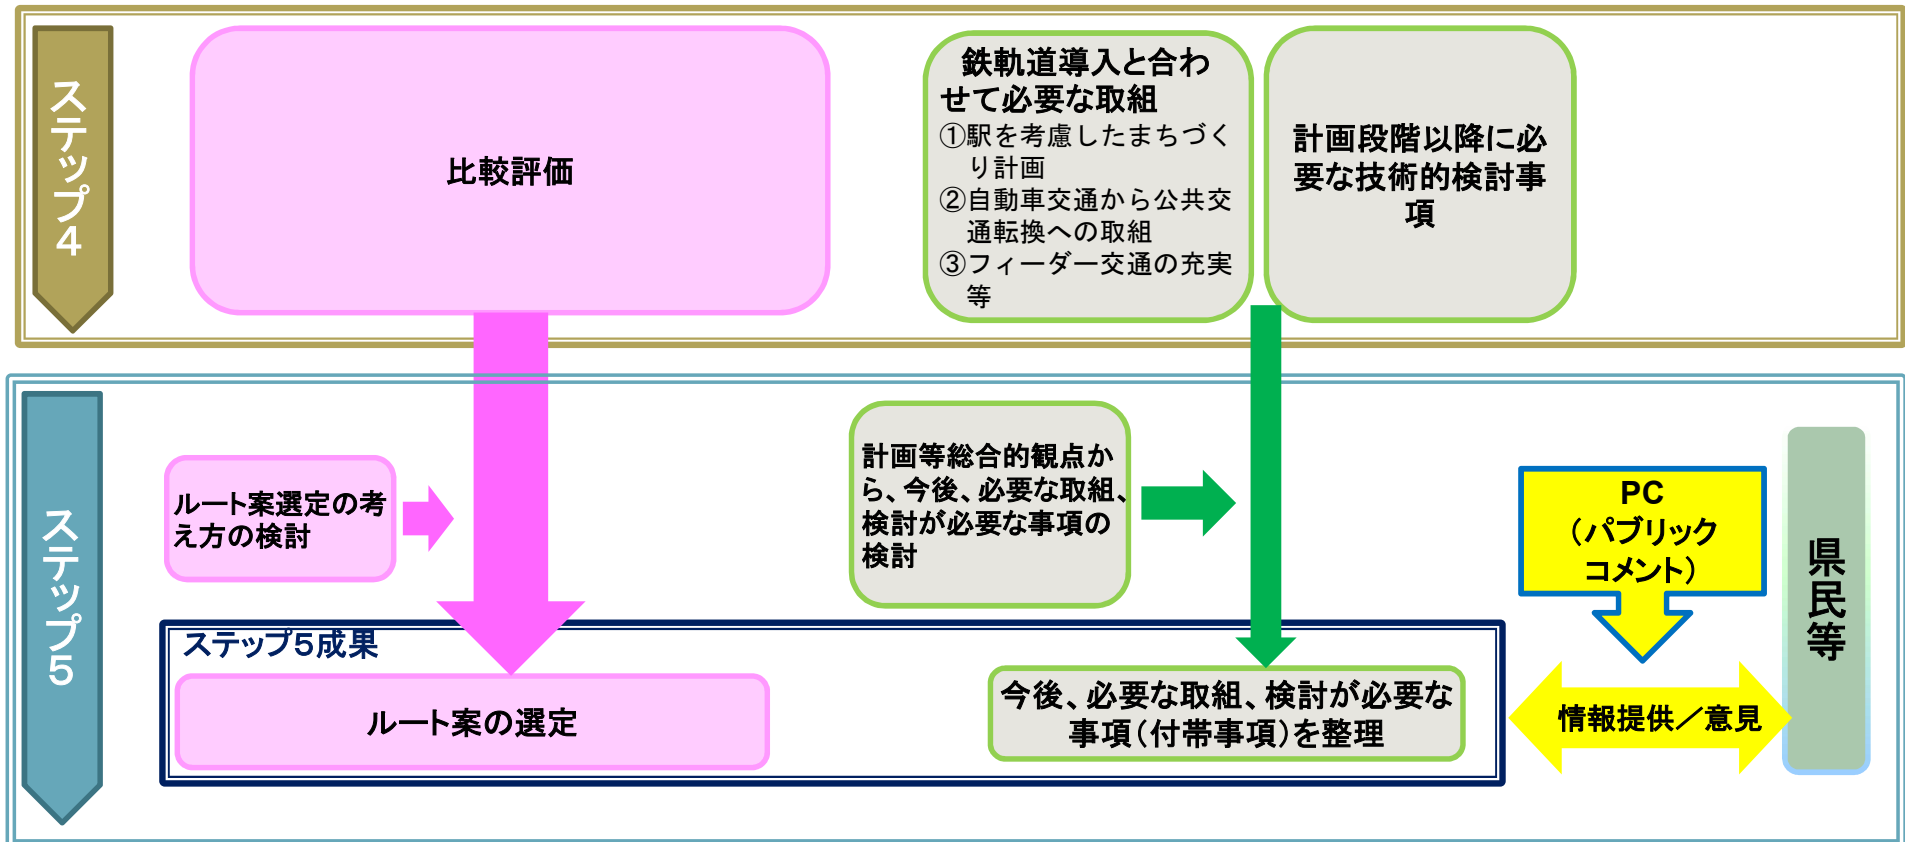 ステップ４
比較評価
鉄軌道導入と合わ
せて必要な取組
①駅を考慮したまちづく
り計画
②自動車交通から公共交
通転換への取組
③フィーダー交通の充実
等
計画段階以降に必
要な技術的検討事
項
ステップ５
ルート案選定の考
え方の検討
計画等総合的観点か
ら、今後、必要な取組、
検討が必要な事項の
検討
PC
（パブリック
コメント）
県民等
ステップ５成果
ルート案の選定
今後、必要な取組、検討が必要な
事項（付帯事項）を整理
情報提供／意見